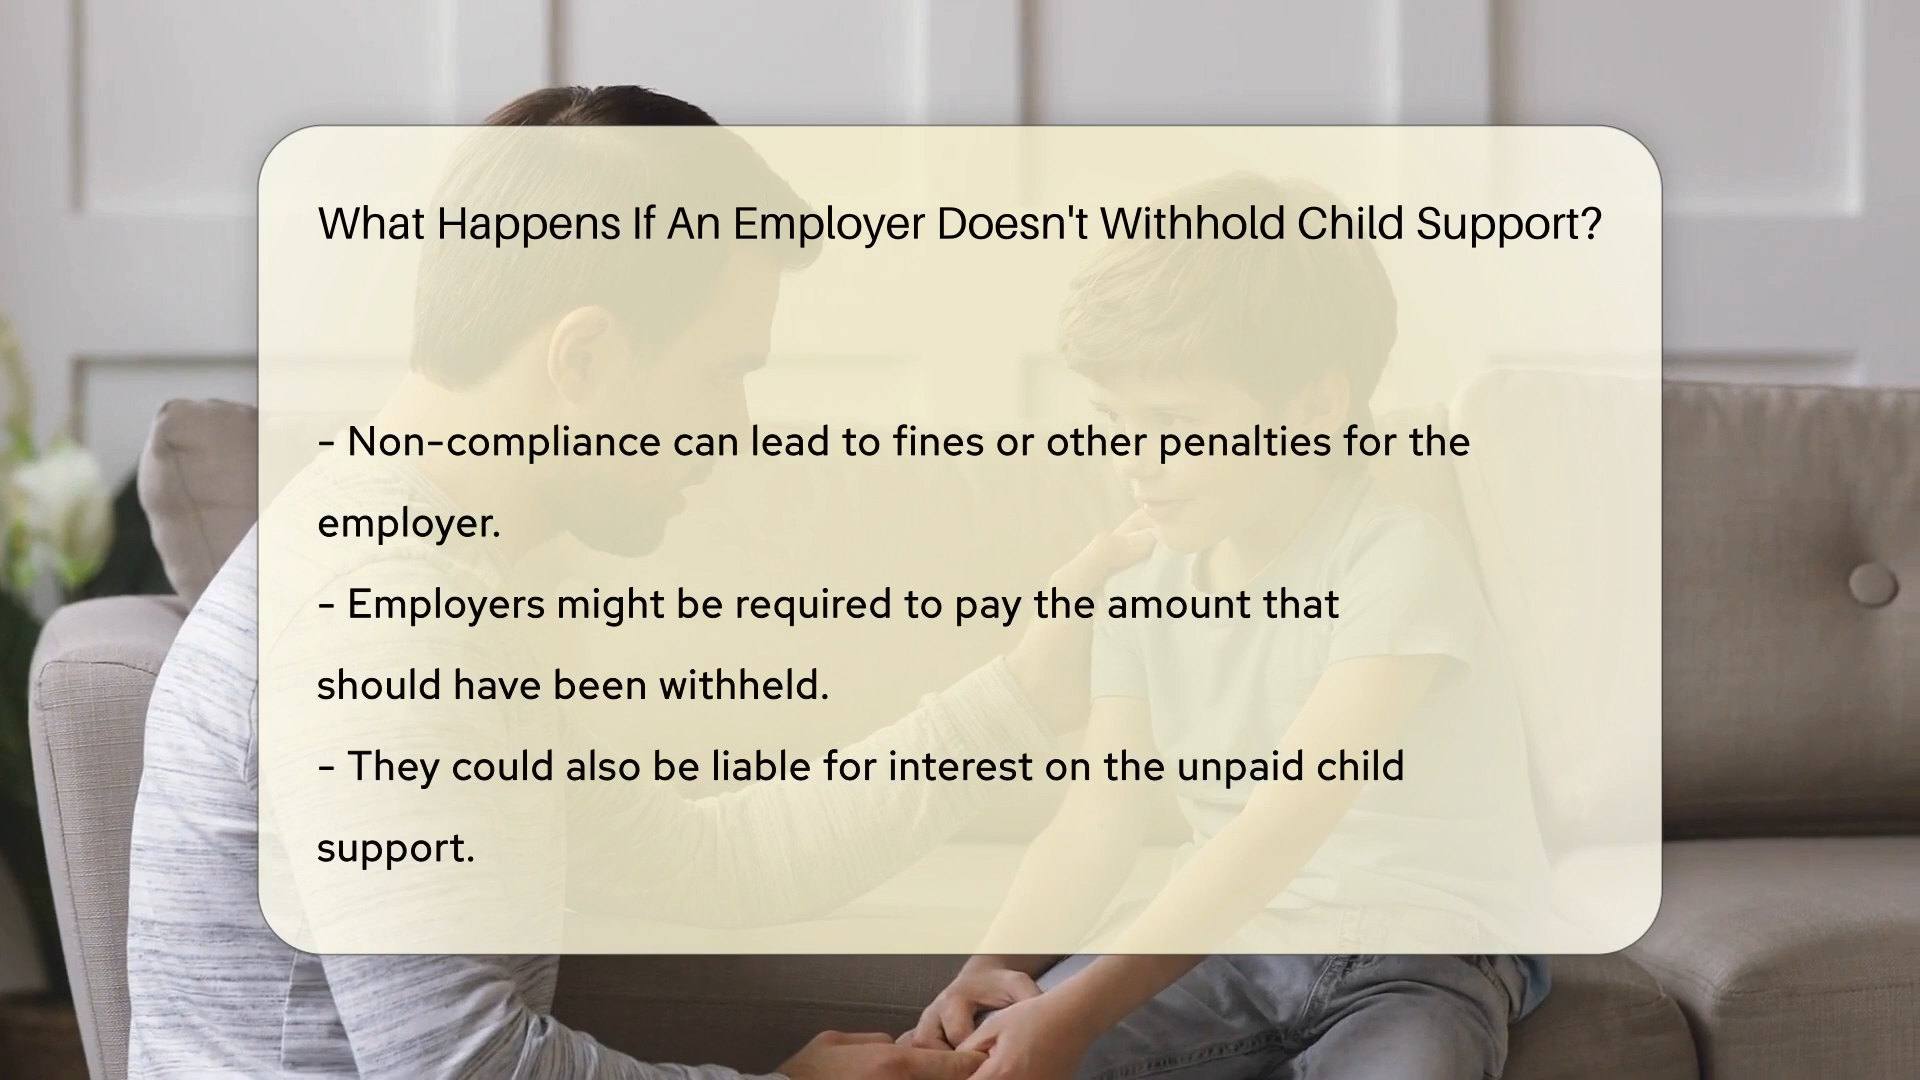 What Happens If An Employer Doesn't Withhold Child Support?
- Non-compliance can lead to fines or other penalties for the
employer.
- Employers might be required to pay the amount that
should have been withheld.
- They could also be liable for interest on the unpaid child
support.